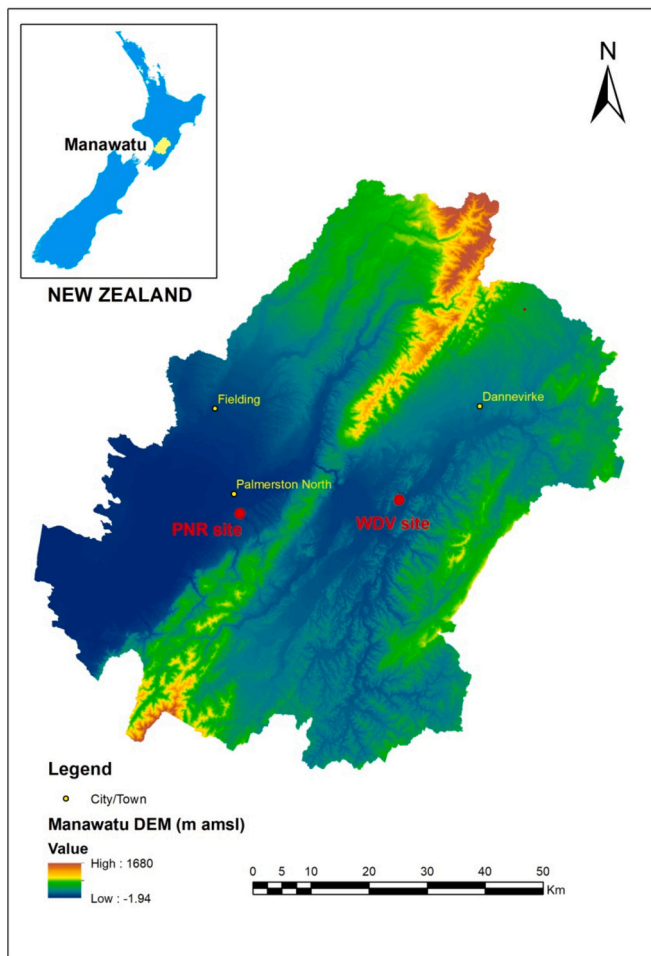 N
Manawatu
NEW ZEALAND
Fielding
Dannevirke
Palmerston North
PNR site
WDV site
Legend
City/Town
Manawatu DEM (m amsl)
Value
High : 1680
Low : -1.94
0 5 10 20 30 40 50
Km